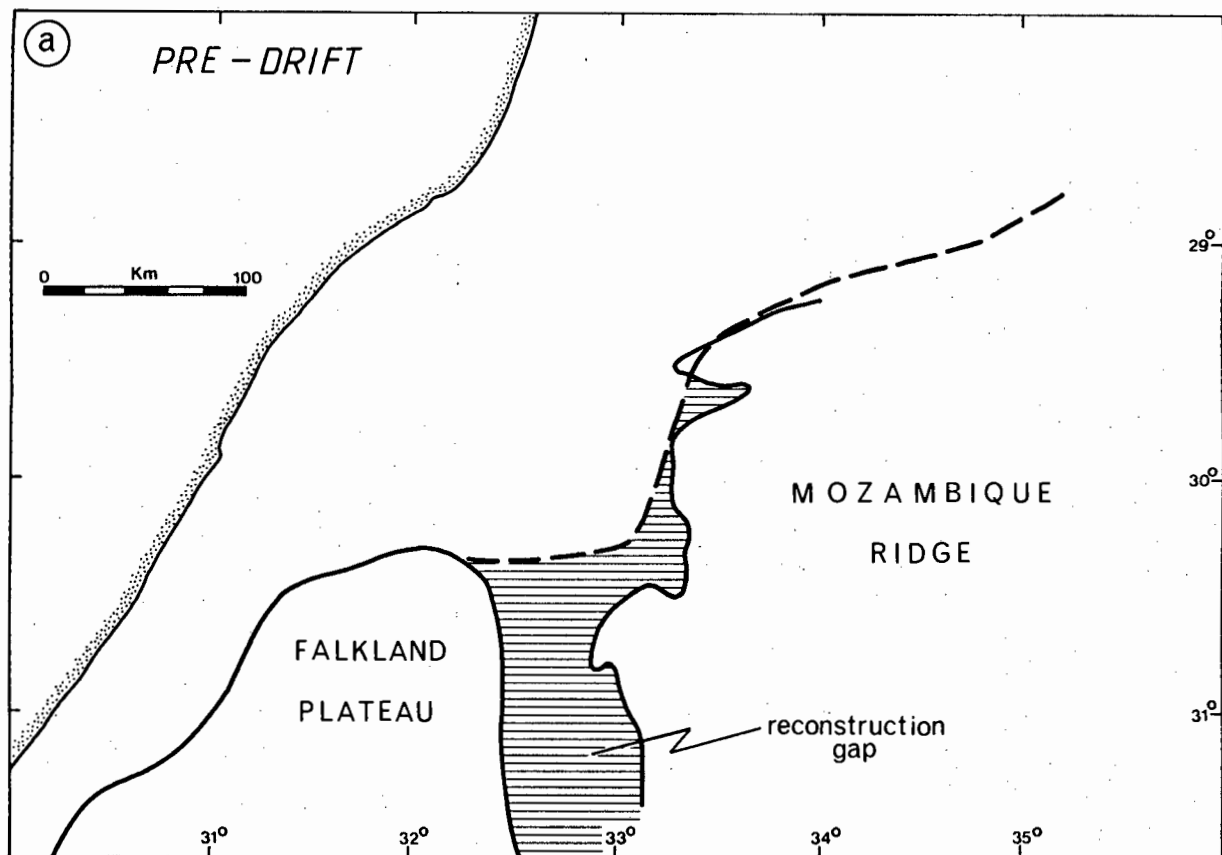 a
PRE-DRIFT
0 Km 100
29°
30°
MOZAMBIQUE
RIDGE
FALKLAND
PLATEAU
31°
reconstruction
gap
31° 32° 33° 34° 35°